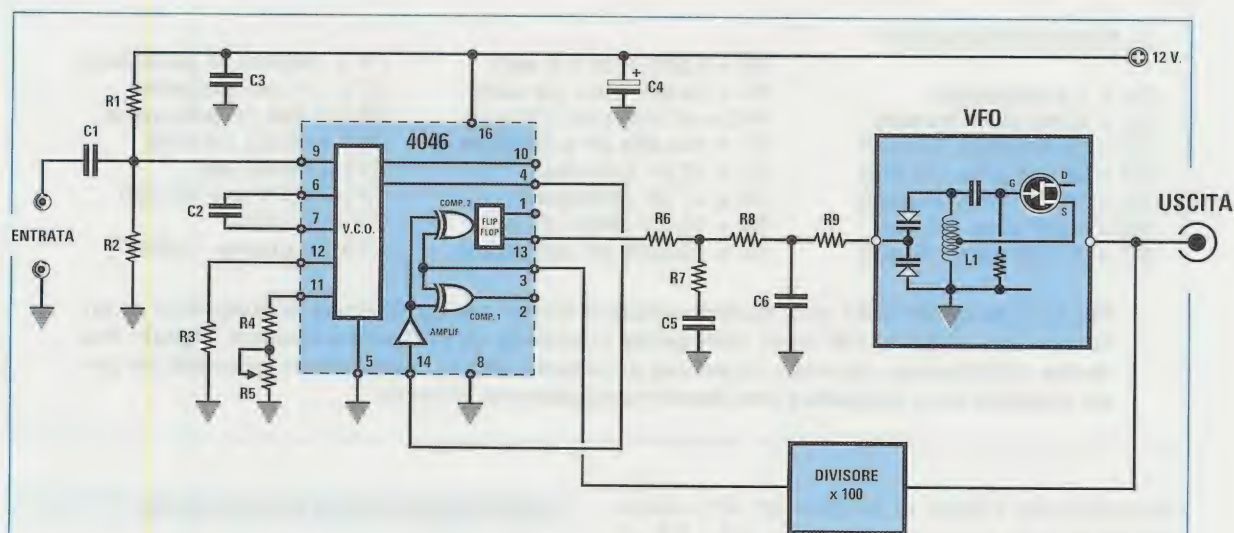 12 V.
C3
C4
R1
C1
ENTRATA
R2
4046
16
9
10
6
4
C2
7
V.C.O.
COMP. 2
FLIP
FLOP
1
12
13
11
3
COMP. 1
2
AMPLIF
R3
R4
R5
5
14
8
R6
R8
R9
R7
C5
C6
VFO
G
D
S
L1
USCITA
DIVISORE
x 100